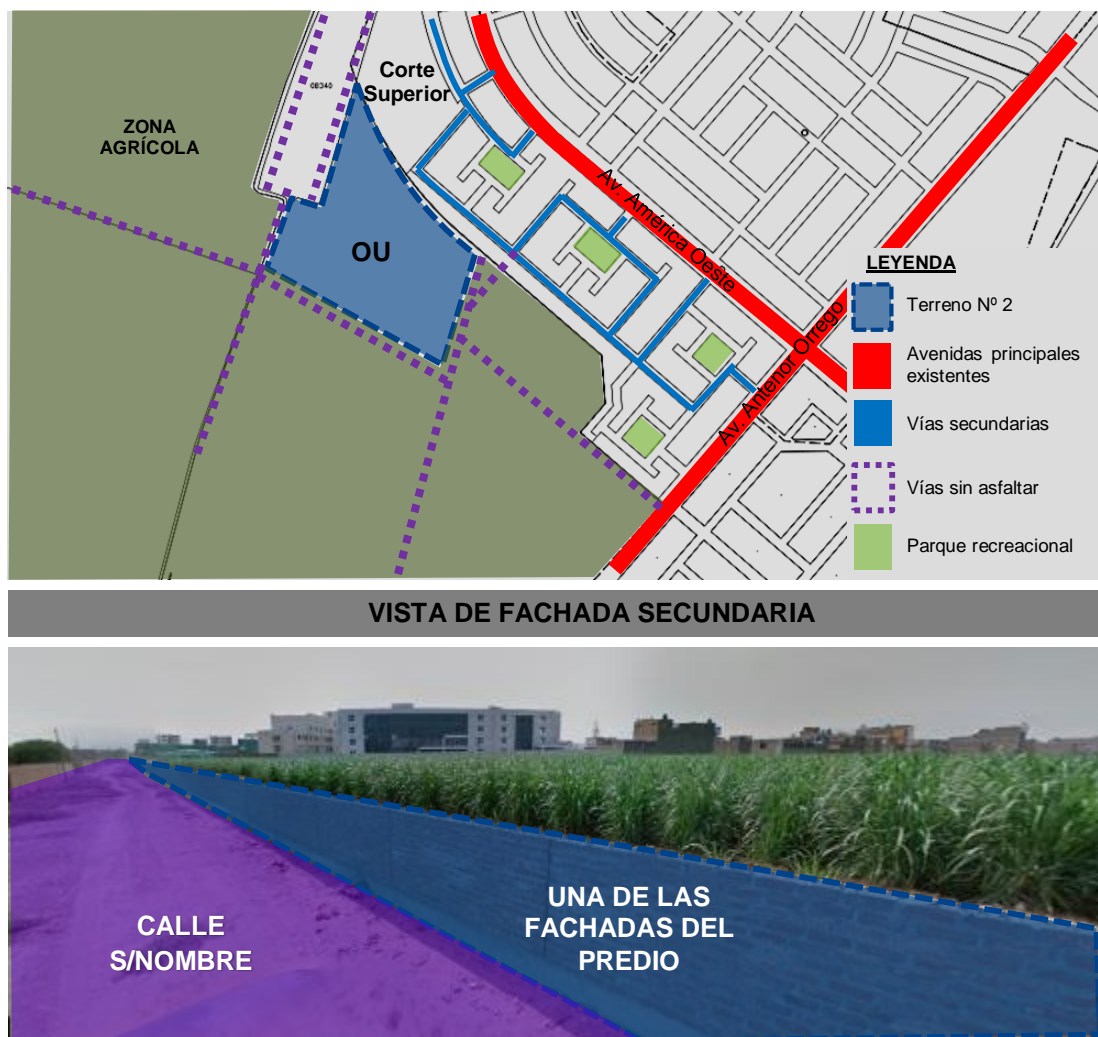 ZONA
AGRÍCOLA
08340
Corte
Superior
OU
Av. América Oeste
Av. Antenor Orrego
LEYENDA
Terreno Nº 2
Avenidas principales
existentes
Vías secundarias
Vías sin asfaltar
Parque recreacional
VISTA DE FACHADA SECUNDARIA
CALLE
S/NOMBRE
UNA DE LAS
FACHADAS DEL
PREDIO